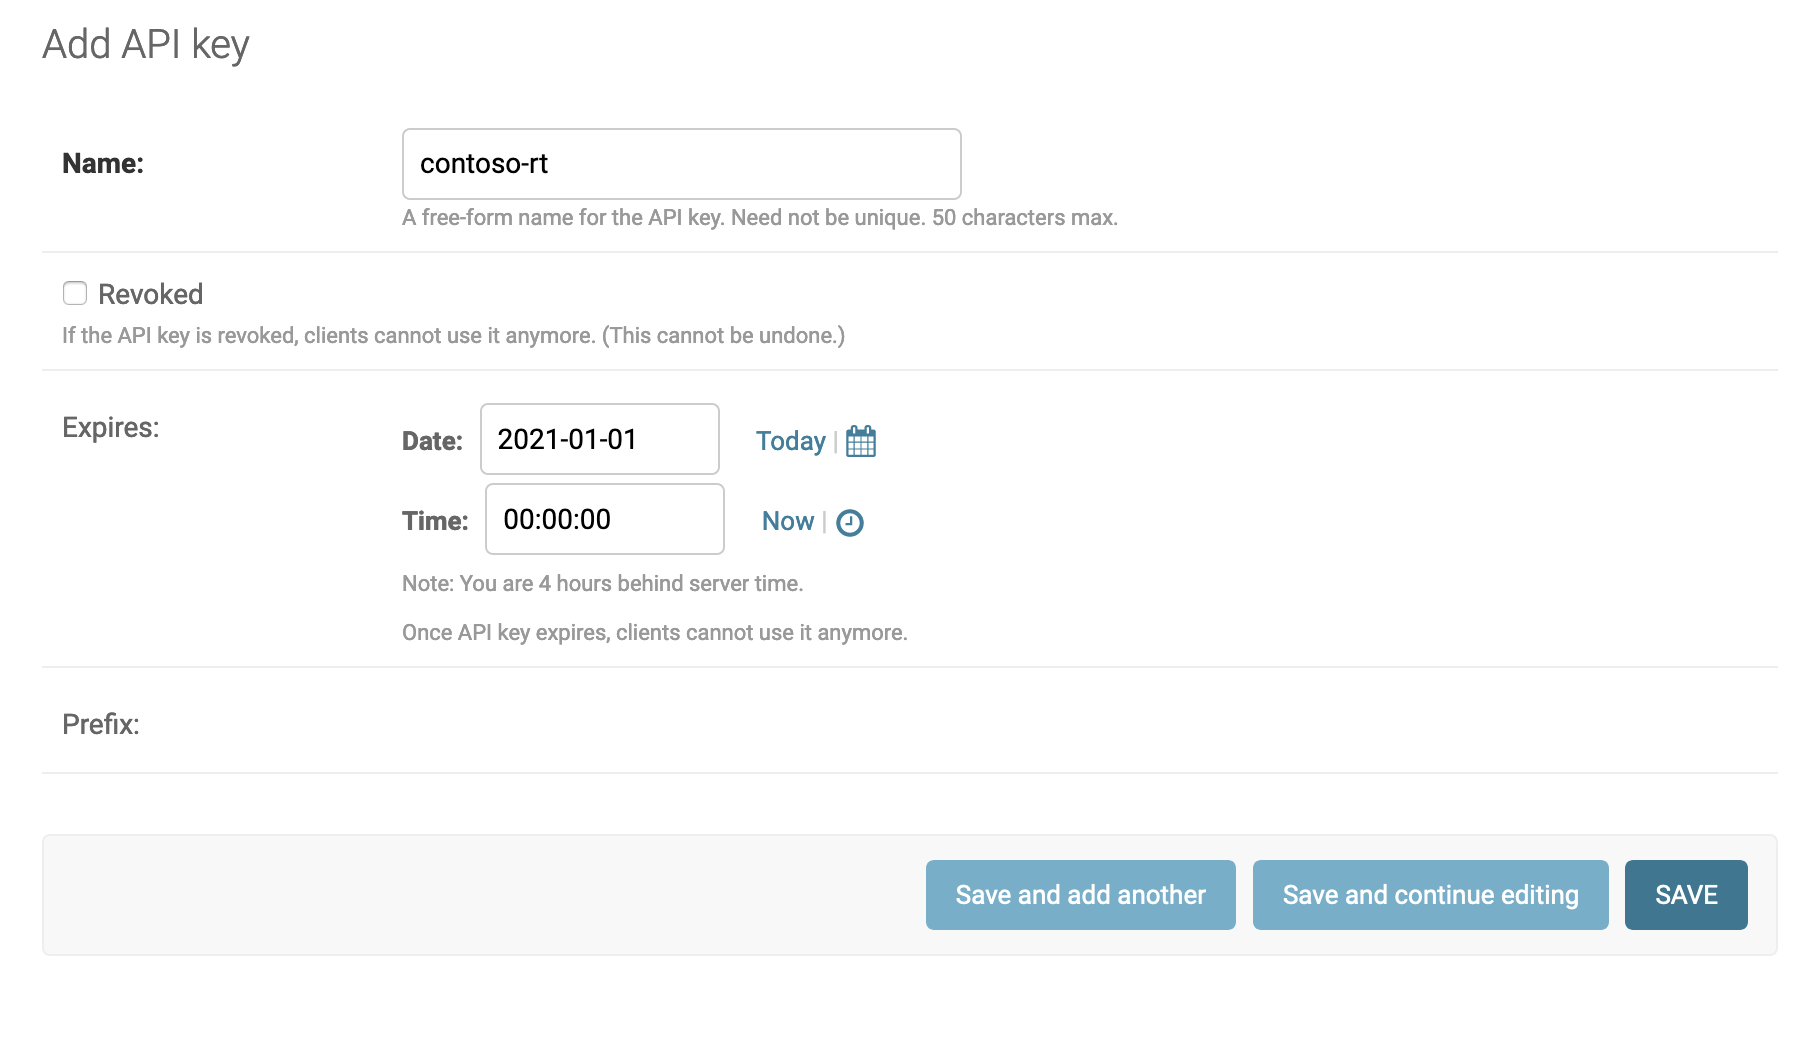 Add API key
Name: contoso-rt
A free-form name for the API key. Need not be unique. 50 characters max.
Revoked
If the API key is revoked, clients cannot use it anymore. (This cannot be undone.)
Expires: Date: 2021-01-01 Today |
Time: 00:00:00 Now |
Note: You are 4 hours behind server time.
Once API key expires, clients cannot use it anymore.
Prefix:
Save and add another Save and continue editing SAVE